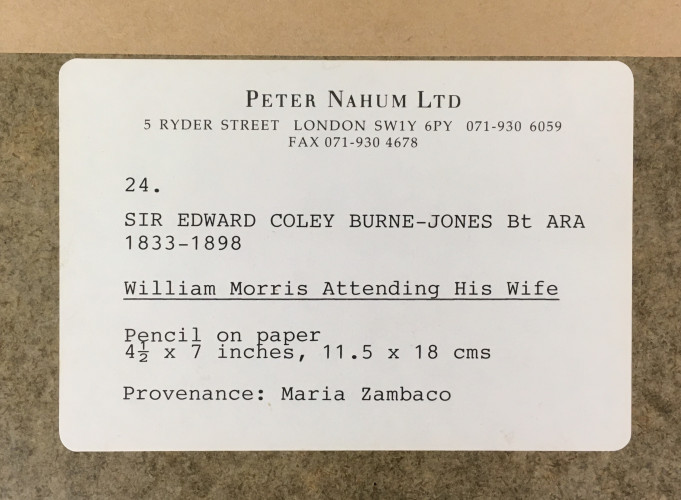 PETER NAHUM LTD
5 RYDER STREET LONDON SW1Y 6PY 071-930 6059
FAX 071-930 4678
24.
SIR EDWARD COLEY BURNE-JONES Bt ARA
1833-1898
William Morris Attending His Wife
Pencil on paper
4½ x 7 inches, 11.5 x 18 cms
Provenance: Maria Zambaco